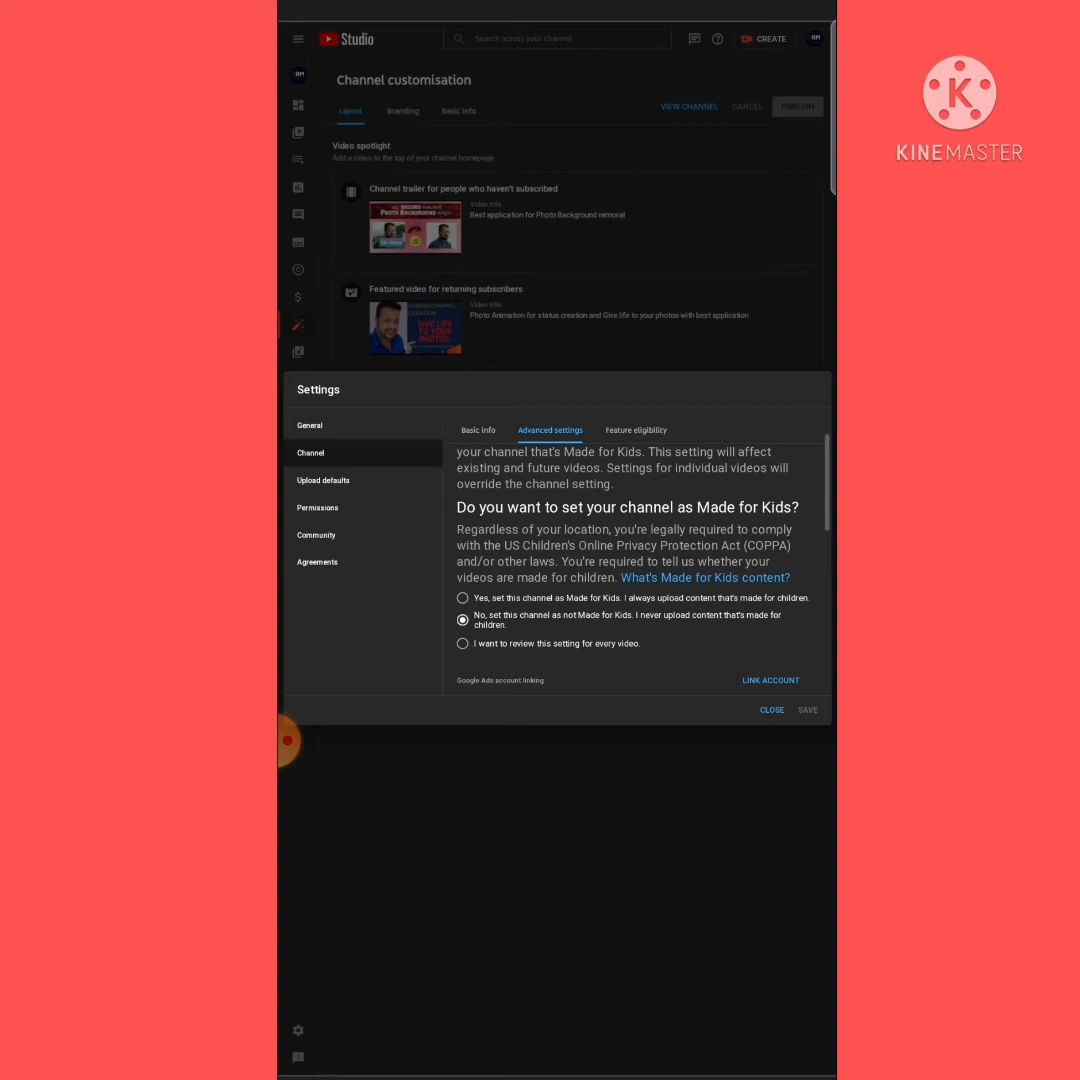 Studio
Search across your channel
CREATE
RM
RM
Channel customisation
Layout
Branding
Basic info
VIEW CHANNEL
CANCEL
PUBLISH
Video spotlight
Add a video to the top of your channel homepage
Channel trailer for people who haven't subscribed
PHOTO BACKGROUND
Video title
Best application for Photo Background removal
Featured video for returning subscribers
CREATION
GIVE LIFE
TO YOUR
PHOTOS
Video title
Photo Animation for status creation and Give life to your photos with best application
Settings
General
Channel
Upload defaults
Permissions
Community
Agreements
Basic info
Advanced settings
Feature eligibility
your channel that's Made for Kids. This setting will affect
existing and future videos. Settings for individual videos will
override the channel setting.
Do you want to set your channel as Made for Kids?
Regardless of your location, you're legally required to comply
with the US Children's Online Privacy Protection Act (COPPA)
and/or other laws. You're required to tell us whether your
videos are made for children. What's Made for Kids content?
Yes, set this channel as Made for Kids. I always upload content that's made for children.
No, set this channel as not Made for Kids. I never upload content that's made for
children.
I want to review this setting for every video.
Google Ads account linking
LINK ACCOUNT
CLOSE
SAVE
K
KINEMASTER